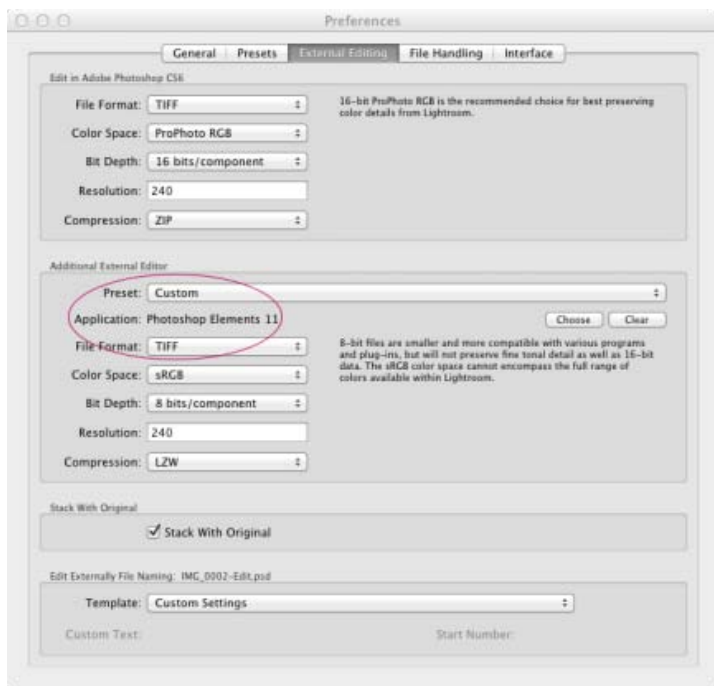 Preferences
General Presets External Editing File Handling Interface
Edit in Adobe Photoshop CS6
File Format: TIFF
16-bit ProPhoto RGB is the recommended choice for best preserving
color details from Lightroom.
Color Space: ProPhoto RGB
Bit Depth: 16 bits/component
Resolution: 240
Compression: ZIP
Additional External Editor
Preset: Custom
Application: Photoshop Elements 11
Choose Clear
File Format: TIFF
8-bit files are smaller and more compatible with various programs
and plug-ins, but will not preserve fine tonal detail as well as 16-bit
data. The sRGB color space cannot encompass the full range of
colors available within Lightroom.
Color Space: sRGB
Bit Depth: 8 bits/component
Resolution: 240
Compression: LZW
Stack With Original
Stack With Original
Edit Externally File Naming: IMG_0002-Edit.psd
Template: Custom Settings
Custom Text: Start Number: